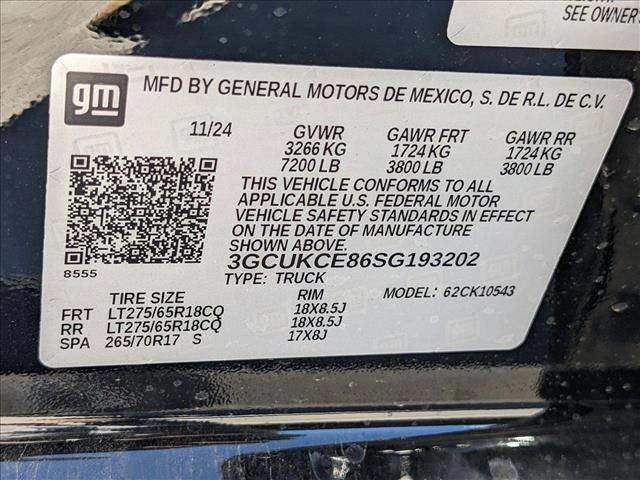 SEE OWNER'S
gm
MFD BY GENERAL MOTORS DE MEXICO, S. DE R.L. DE C.V.
11/24 GVWR GAWR FRT GAWR RR
3266 KG 1724 KG 1724 KG
7200 LB 3800 LB 3800 LB
THIS VEHICLE CONFORMS TO ALL
APPLICABLE U.S. FEDERAL MOTOR
VEHICLE SAFETY STANDARDS IN EFFECT
ON THE DATE OF MANUFACTURE
SHOWN ABOVE.
8555
3GCUKCE86SG193202
TYPE: TRUCK
MODEL: 62CK10543
TIRE SIZE RIM
FRT LT275/65R18CQ 18X8.5J
RR LT275/65R18CQ 18X8.5J
SPA 265/70R17 S 17X8J